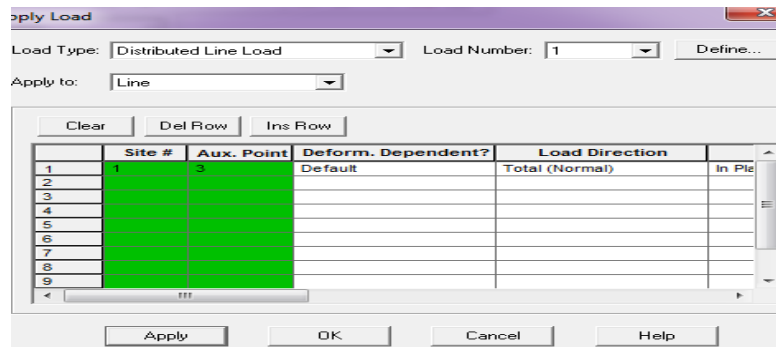 pply Load
Load Type: Distributed Line Load Load Number: 1 Define...
Apply to: Line
Clear Del Row Ins Row
Site # Aux. Point Deform. Dependent? Load Direction
1 1 3 Default Total (Normal) In Pla
2
3
4
5
6
7
8
9
Apply OK Cancel Help